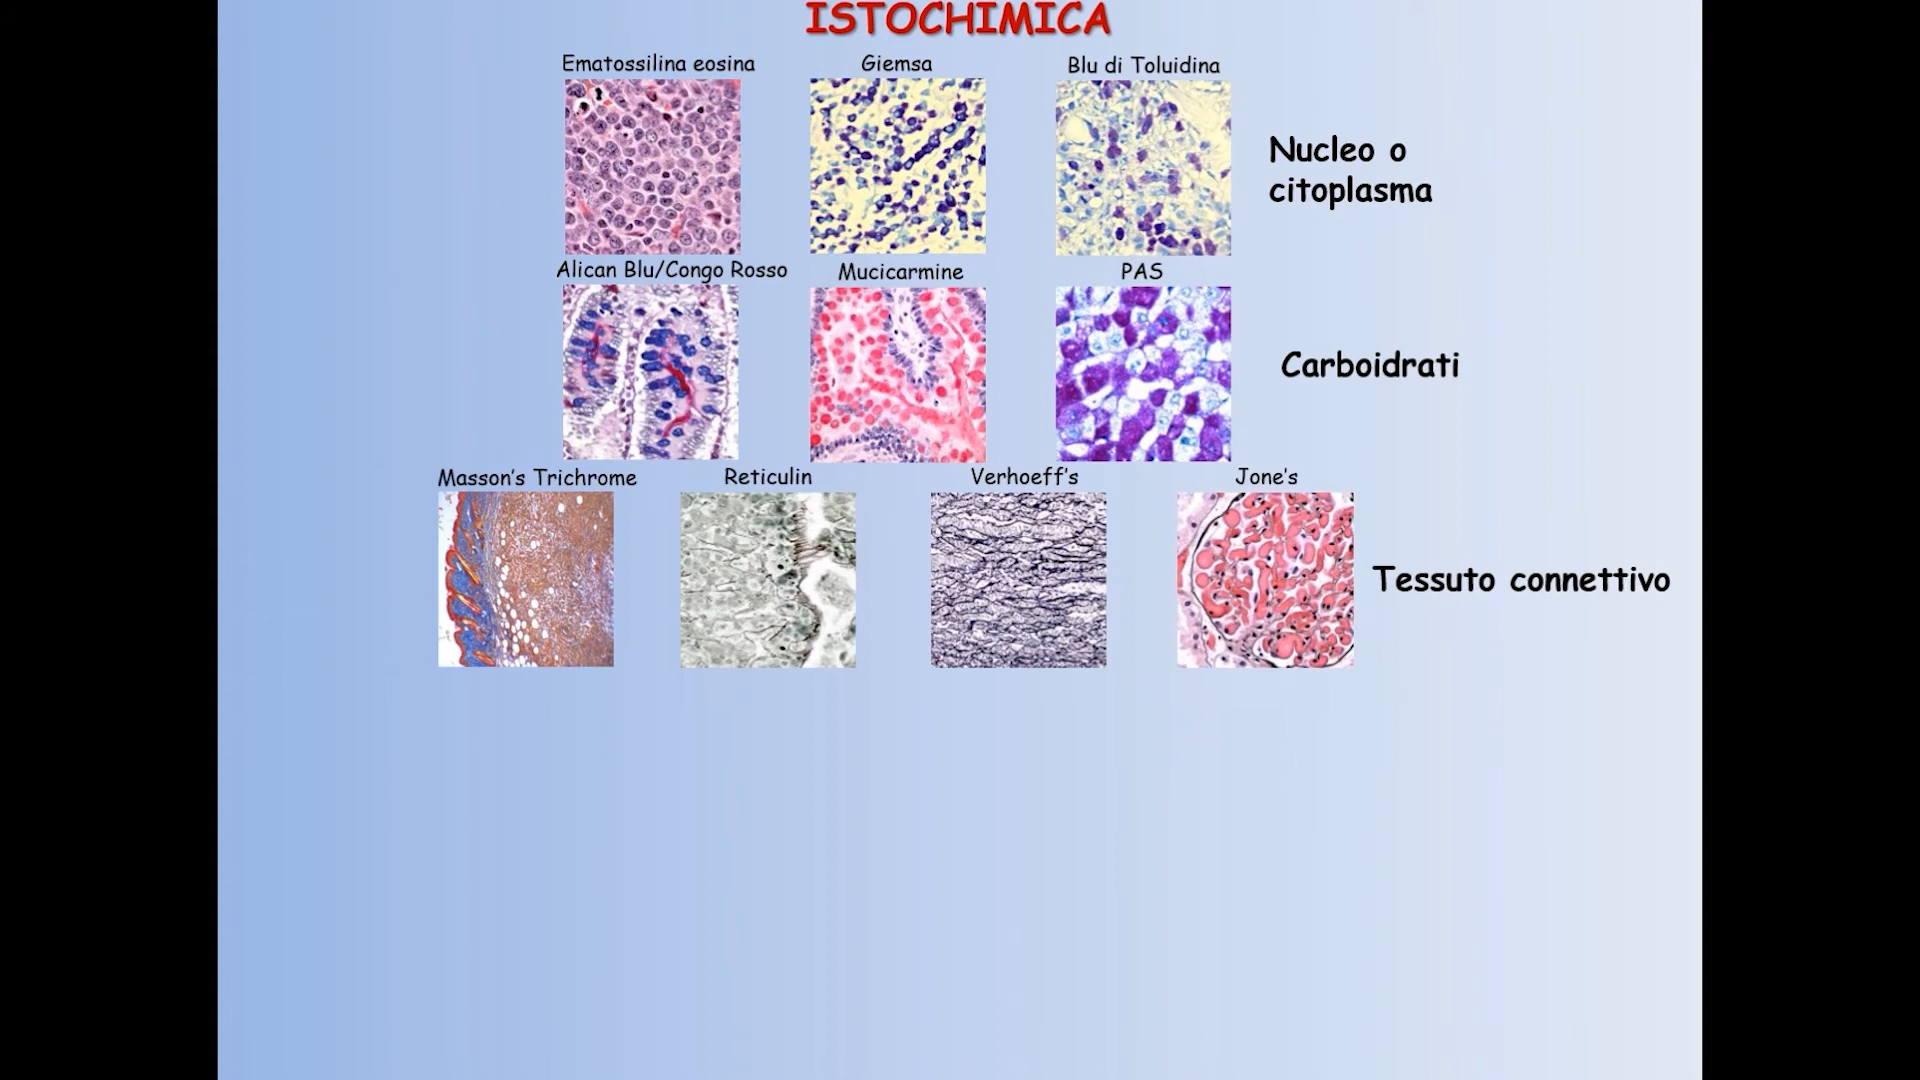 ISTOCHIMICA
Ematossilina eosina
Giemsa
Blu di Toluidina
Nucleo o
citoplasma
Alican Blu/Congo Rosso
Mucicarmine
PAS
Carboidrati
Masson's Trichrome
Reticulin
Verhoeff's
Jone's
Tessuto connettivo